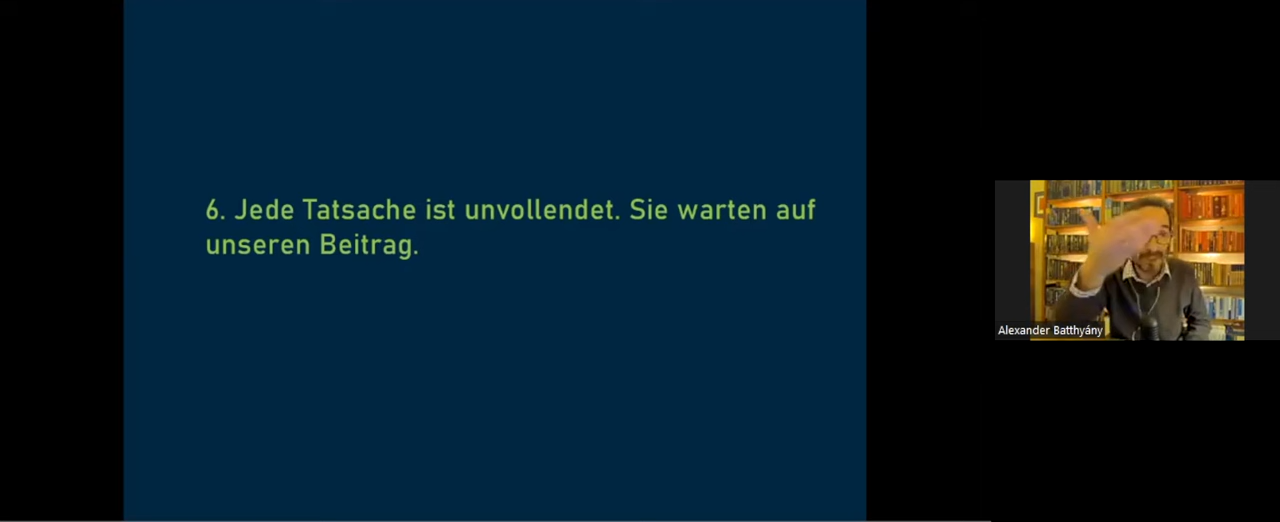 6. Jede Tatsache ist unvollendet. Sie warten auf
unseren Beitrag.
Alexander Batthyány